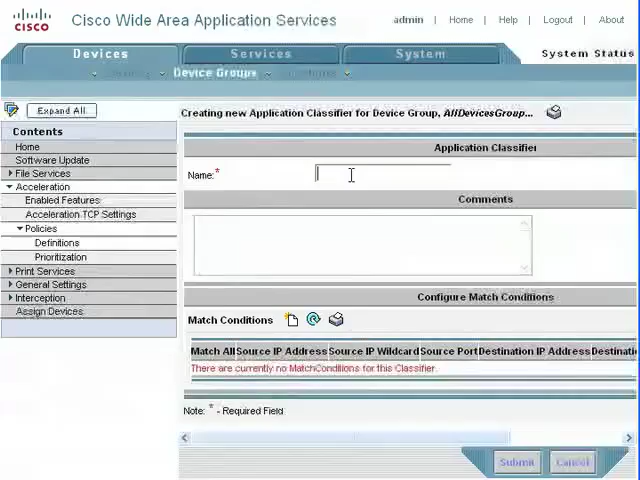 CISCO
Cisco Wide Area Application Services
admin | Home | Help | Logout | About
Devices
Services
System
System Status
Device Groups
Expand All
Contents
Home
Software Update
File Services
Acceleration
Enabled Features
Acceleration TCP Settings
Policies
Definitions
Prioritization
Print Services
General Settings
Interception
Assign Devices
Creating new Application Classifier for Device Group, AllDevicesGroup...
Application Classifier
Name:*
Comments
Configure Match Conditions
Match Conditions
Match All Source IP Address Source IP Wildcard Source Port Destination IP Address Destinati
There are currently no MatchConditions for this Classifier.
Note: * - Required Field
Submit
Cancel